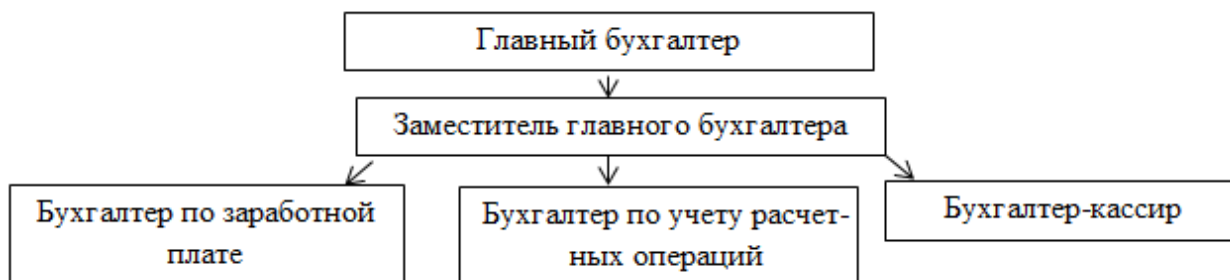 Главный бухгалтер
Заместитель главного бухгалтера
Бухгалтер по заработной
плате
Бухгалтер по учету расчет-
ных операций
Бухгалтер-кассир